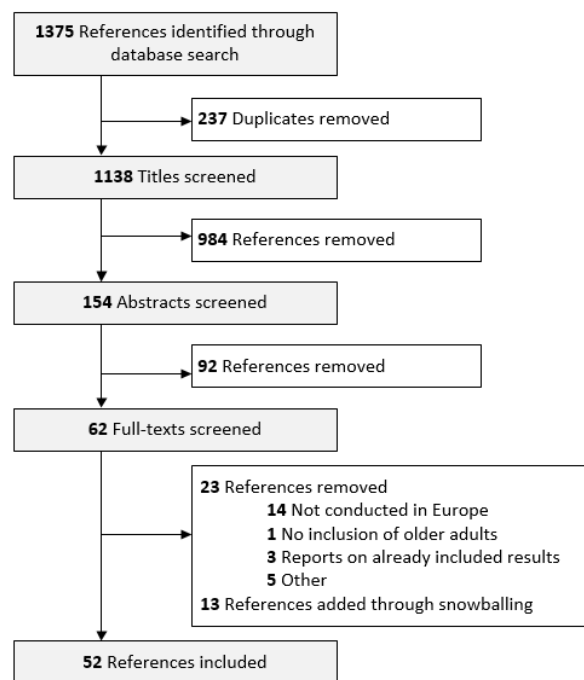 1375 References identified through
database search
237 Duplicates removed
1138 Titles screened
984 References removed
154 Abstracts screened
92 References removed
62 Full-texts screened
23 References removed
14 Not conducted in Europe
1 No inclusion of older adults
3 Reports on already included results
5 Other
13 References added through snowballing
52 References included